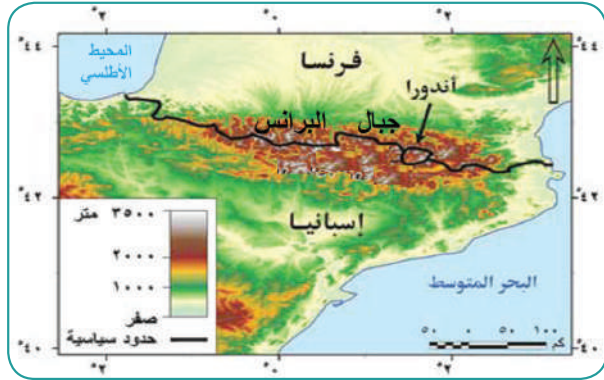 °٢ °٠ °٢
°٤٤ °٤٤
المحيط
الأطلسي
فرنسا
أندورا
جبال البرانس
°٤٢ °٤٢
إسبانيا
البحر المتوسط
٣٥٠٠ متر
٢٠٠٠
١٠٠٠
صفر
حدود سياسية
٥٠ ٠ ٥٠ ١٠٠
كم
°٤٠ °٤٠
°٢ °٠ °٢